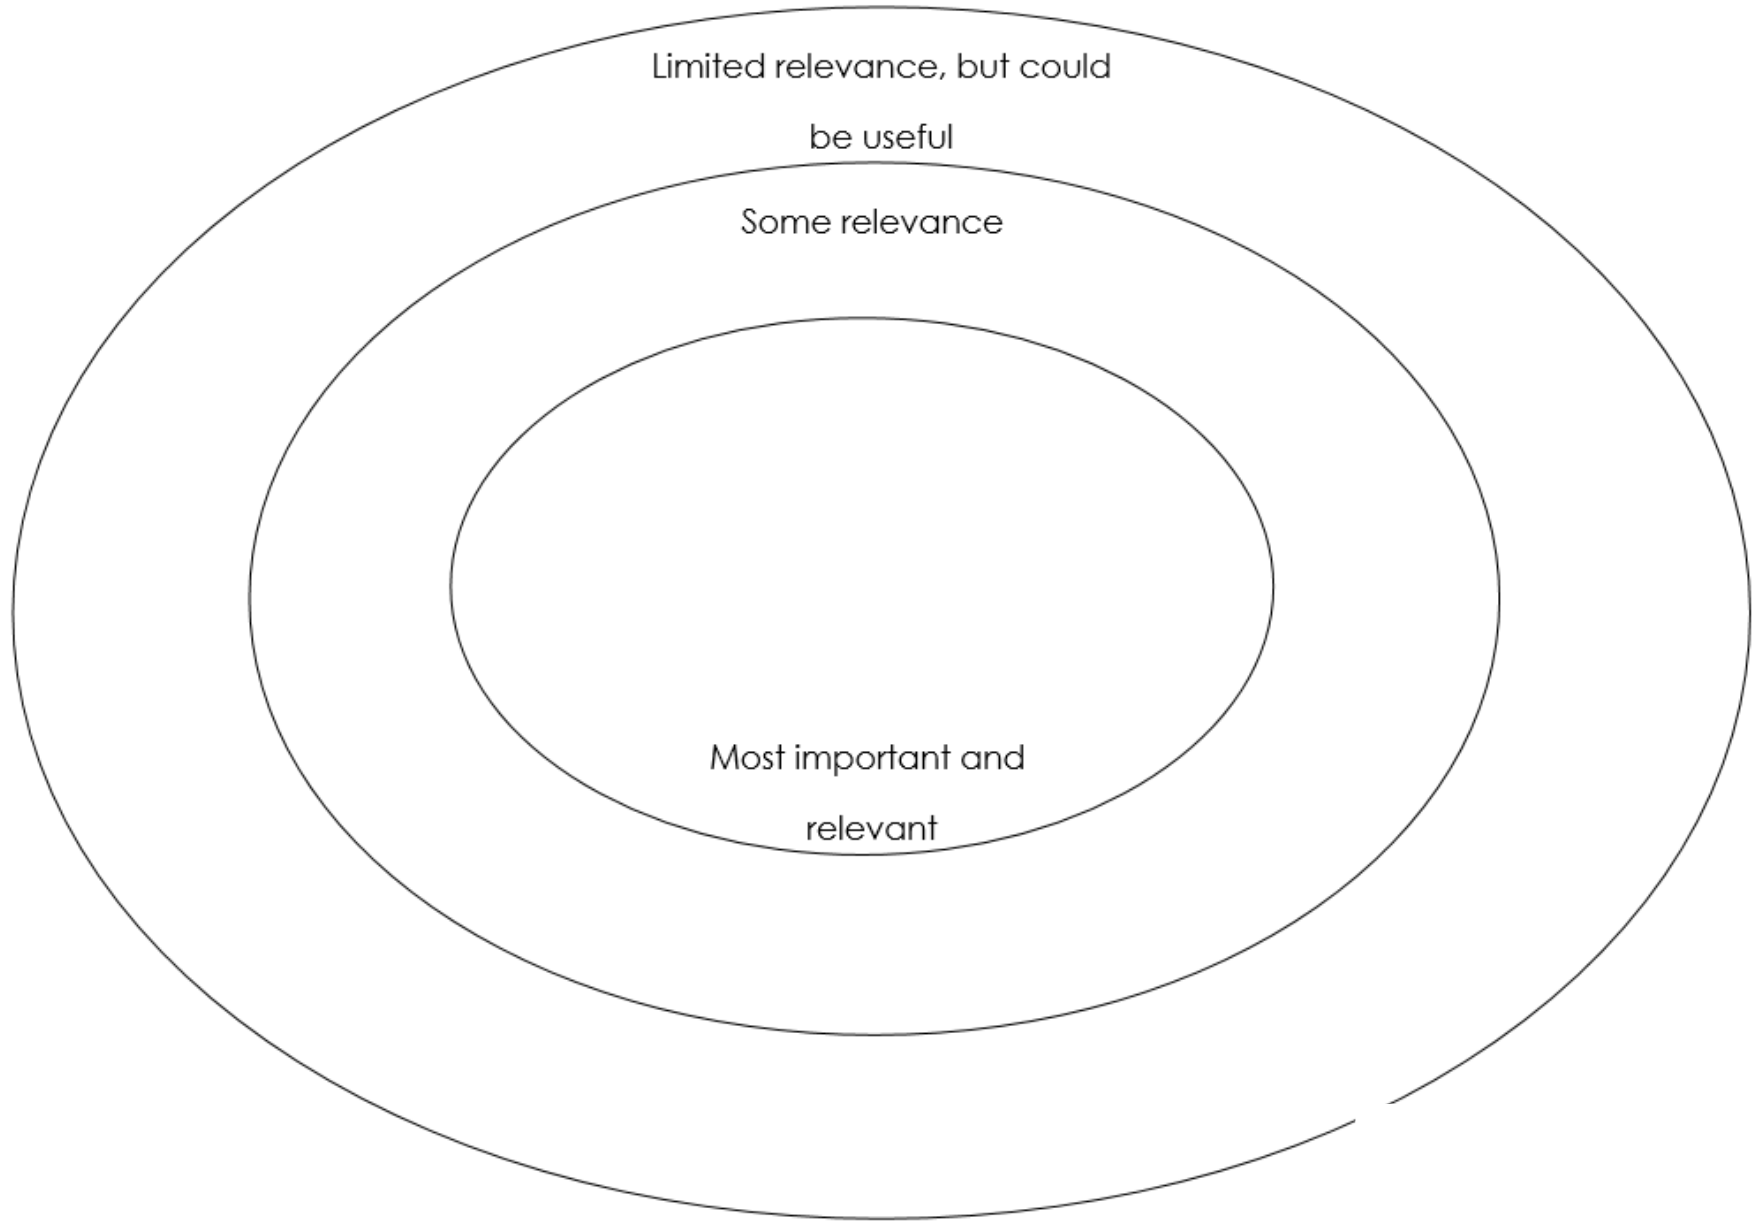 Limited relevance, but could
be useful
Some relevance
Most important and
relevant